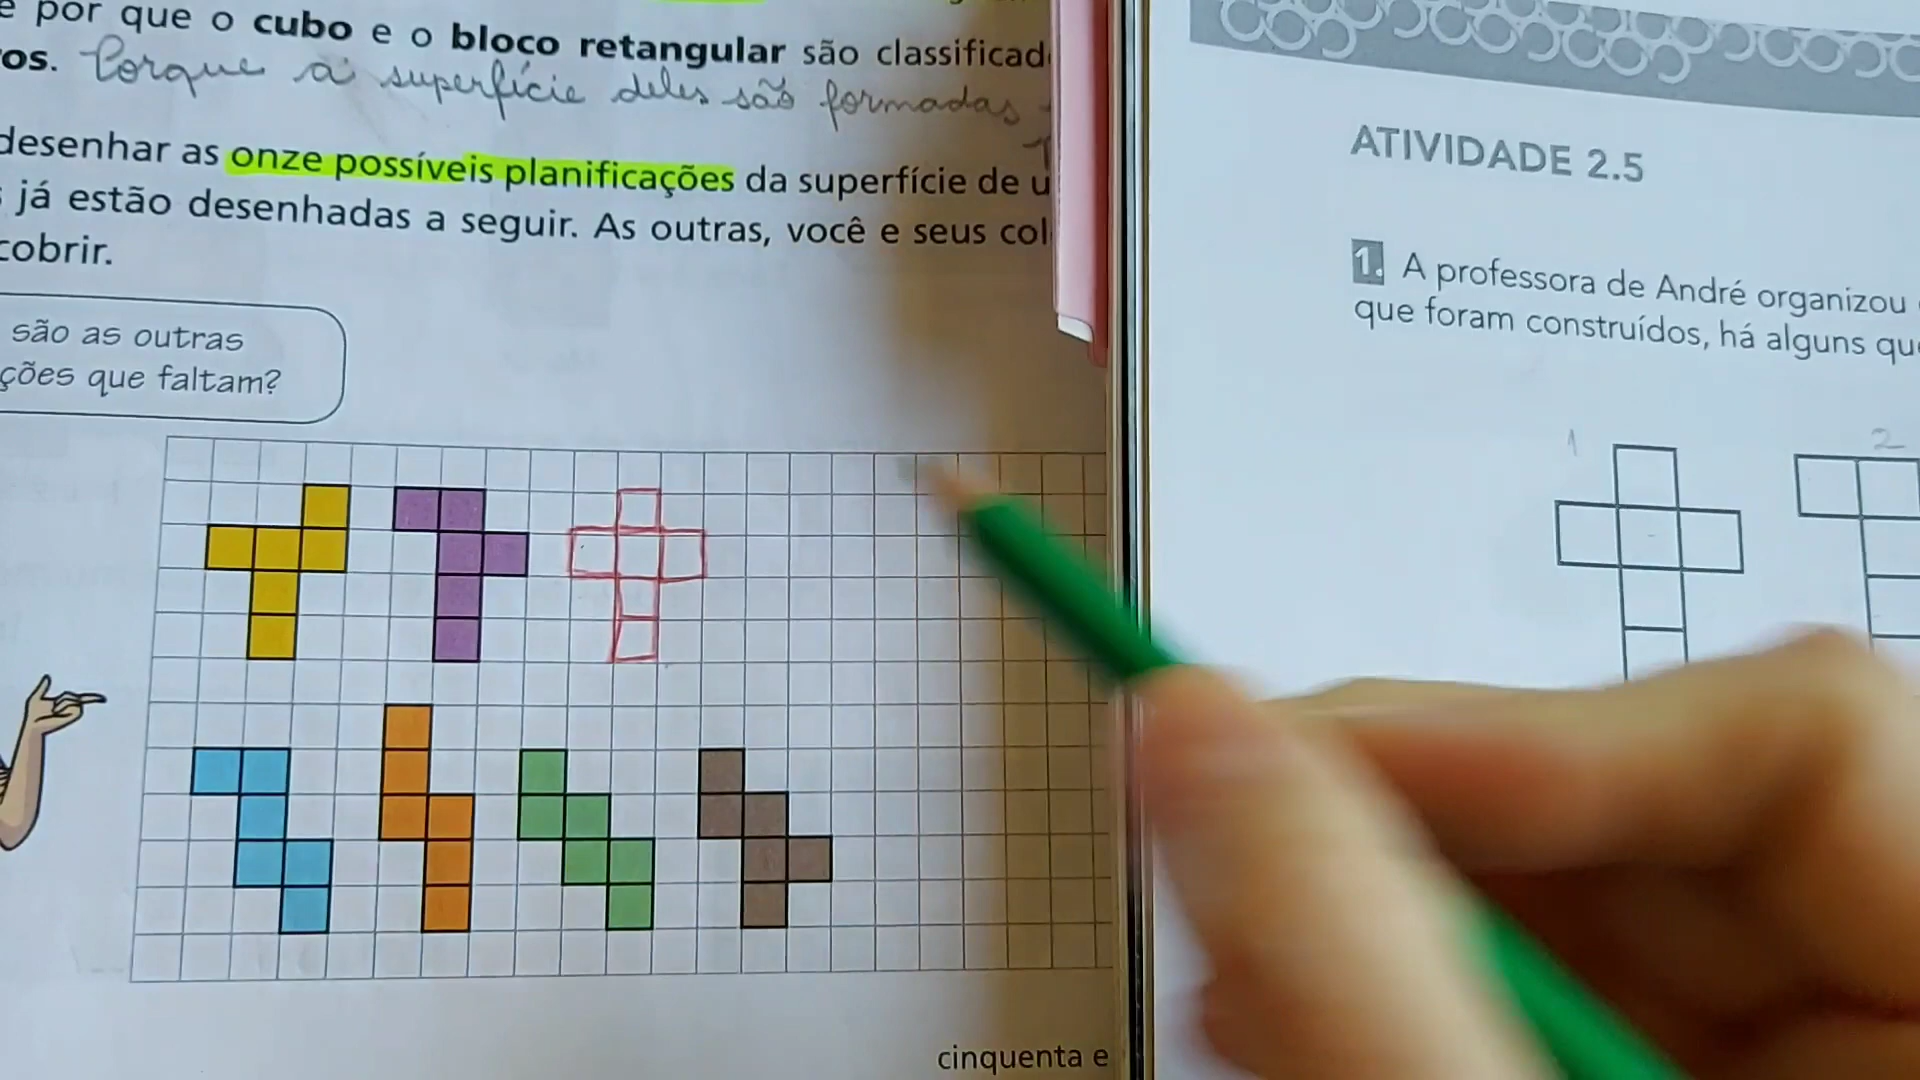 por que o cubo e o bloco retangular são classificad
os. Porque a superfície deles são formadas
desenhar as onze possíveis planificações da superfície de u
já estão desenhadas a seguir. As outras, você e seus col
cobrir.
são as outras
ções que faltam?
cinquenta e
ATIVIDADE 2.5
1. A professora de André organizou
que foram construídos, há alguns qu
1 2